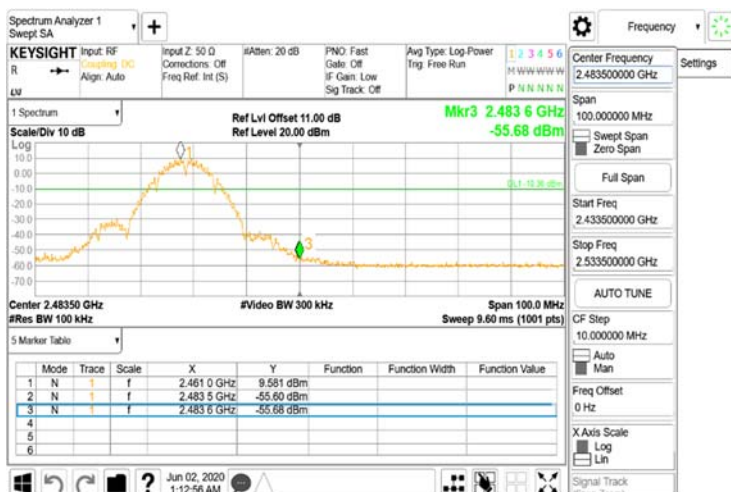 Spectrum Analyzer 1
Swept SA
+
Frequency
KEYSIGHT
R
Input: RF
Coupling: DC
Align: Auto
Input Z: 50 Ω
Corrections: Off
Freq Ref: Int (S)
#Atten: 20 dB
PNO: Fast
Gate: Off
IF Gain: Low
Sig Track: Off
Avg Type: Log-Power
Trig: Free Run
1 2 3 4 5 6
M W W W W W
P N N N N N
1 Spectrum
Scale/Div 10 dB
Ref Lvl Offset 11.00 dB
Ref Level 20.00 dBm
Mkr3 2.483 6 GHz
-55.68 dBm
Log
10.0
0.00
-10.0
-20.0
-30.0
-40.0
-50.0
-60.0
-70.0
1
3
Center 2.48350 GHz
#Res BW 100 kHz
#Video BW 300 kHz
Span 100.0 MHz
Sweep 9.60 ms (1001 pts)
5 Marker Table
Mode Trace Scale X Y Function Function Width Function Value
1 N 1 f 2.461 0 GHz 9.581 dBm
2 N 1 f 2.483 5 GHz -55.60 dBm
3 N 1 f 2.483 6 GHz -55.68 dBm
4
5
6
?
Jun 02, 2020
1:12:56 AM
Center Frequency
2.483500000 GHz
Settings
Span
100.000000 MHz
Swept Span
Zero Span
Full Span
Start Freq
2.433500000 GHz
Stop Freq
2.533500000 GHz
AUTO TUNE
CF Step
10.000000 MHz
Auto
Man
Freq Offset
0 Hz
X Axis Scale
Log
Lin
Signal Track